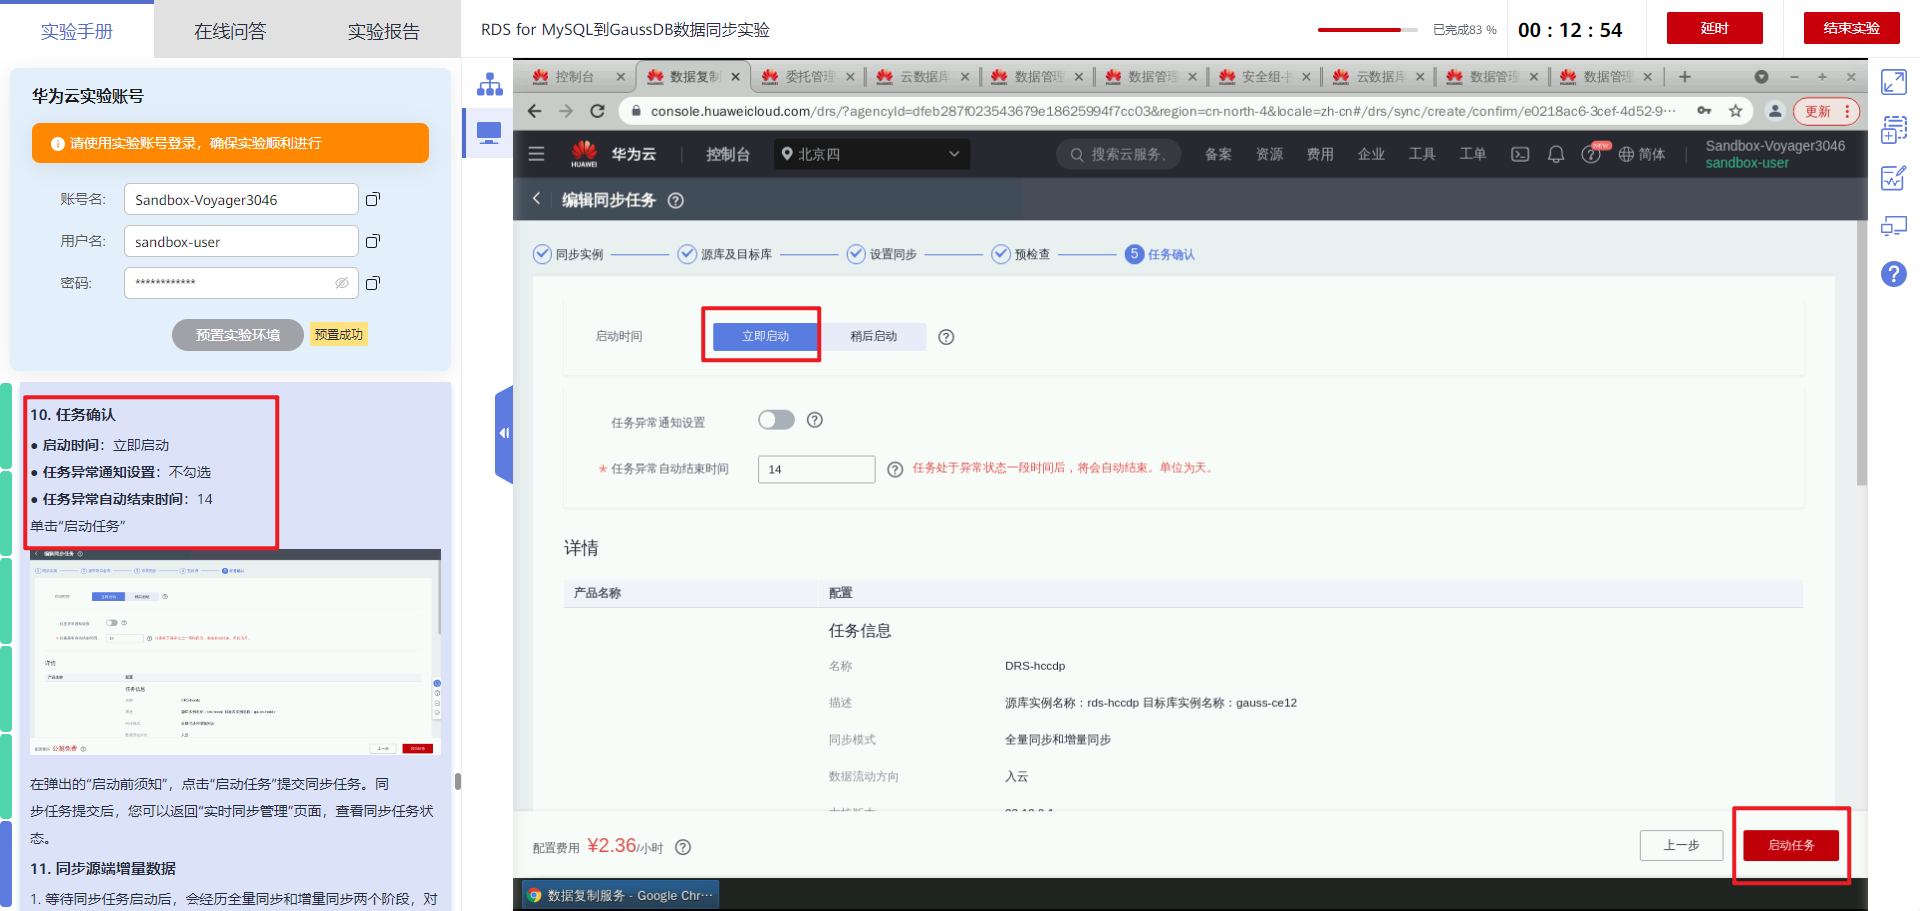 实验手册
在线问答
实验报告
RDS for MySQL到GaussDB数据同步实验
已完成83 %
00 : 12 : 54
延时
结束实验
华为云实验账号
请使用实验账号登录，确保实验顺利进行
账号名:
Sandbox-Voyager3046
用户名:
sandbox-user
密码:
************
预置实验环境
预置成功
10. 任务确认
● 启动时间：立即启动
● 任务异常通知设置：不勾选
● 任务异常自动结束时间：14
单击“启动任务”
在弹出的“启动前须知”，点击“启动任务”提交同步任务。同
步任务提交后，您可以返回“实时同步管理”页面，查看同步任务状
态。
11. 同步源端增量数据
1. 等待同步任务启动后，会经历全量同步和增量同步两个阶段，对
控制台
数据复制
委托管理
云数据库
数据管理
数据管理
安全组-
云数据库
数据管理
数据管理
console.huaweicloud.com/drs/?agencyId=dfeb287f023543679e18625994f7cc03&region=cn-north-4&locale=zh-cn#/drs/sync/create/confirm/e0218ac6-3cef-4d52-9···
更新
HUAWEI
华为云
控制台
北京四
搜索云服务、
备案
资源
费用
企业
工具
工单
NEW
简体
Sandbox-Voyager3046
sandbox-user
编辑同步任务
同步实例
源库及目标库
设置同步
预检查
5 任务确认
启动时间
立即启动
稍后启动
任务异常通知设置
* 任务异常自动结束时间
14
任务处于异常状态一段时间后，将会自动结束。单位为天。
详情
产品名称
配置
任务信息
名称
DRS-hccdp
描述
源库实例名称：rds-hccdp 目标库实例名称：gauss-ce12
同步模式
全量同步和增量同步
数据流动方向
入云
配置费用 ¥2.36/小时
上一步
启动任务
数据复制服务 - Google Chr···